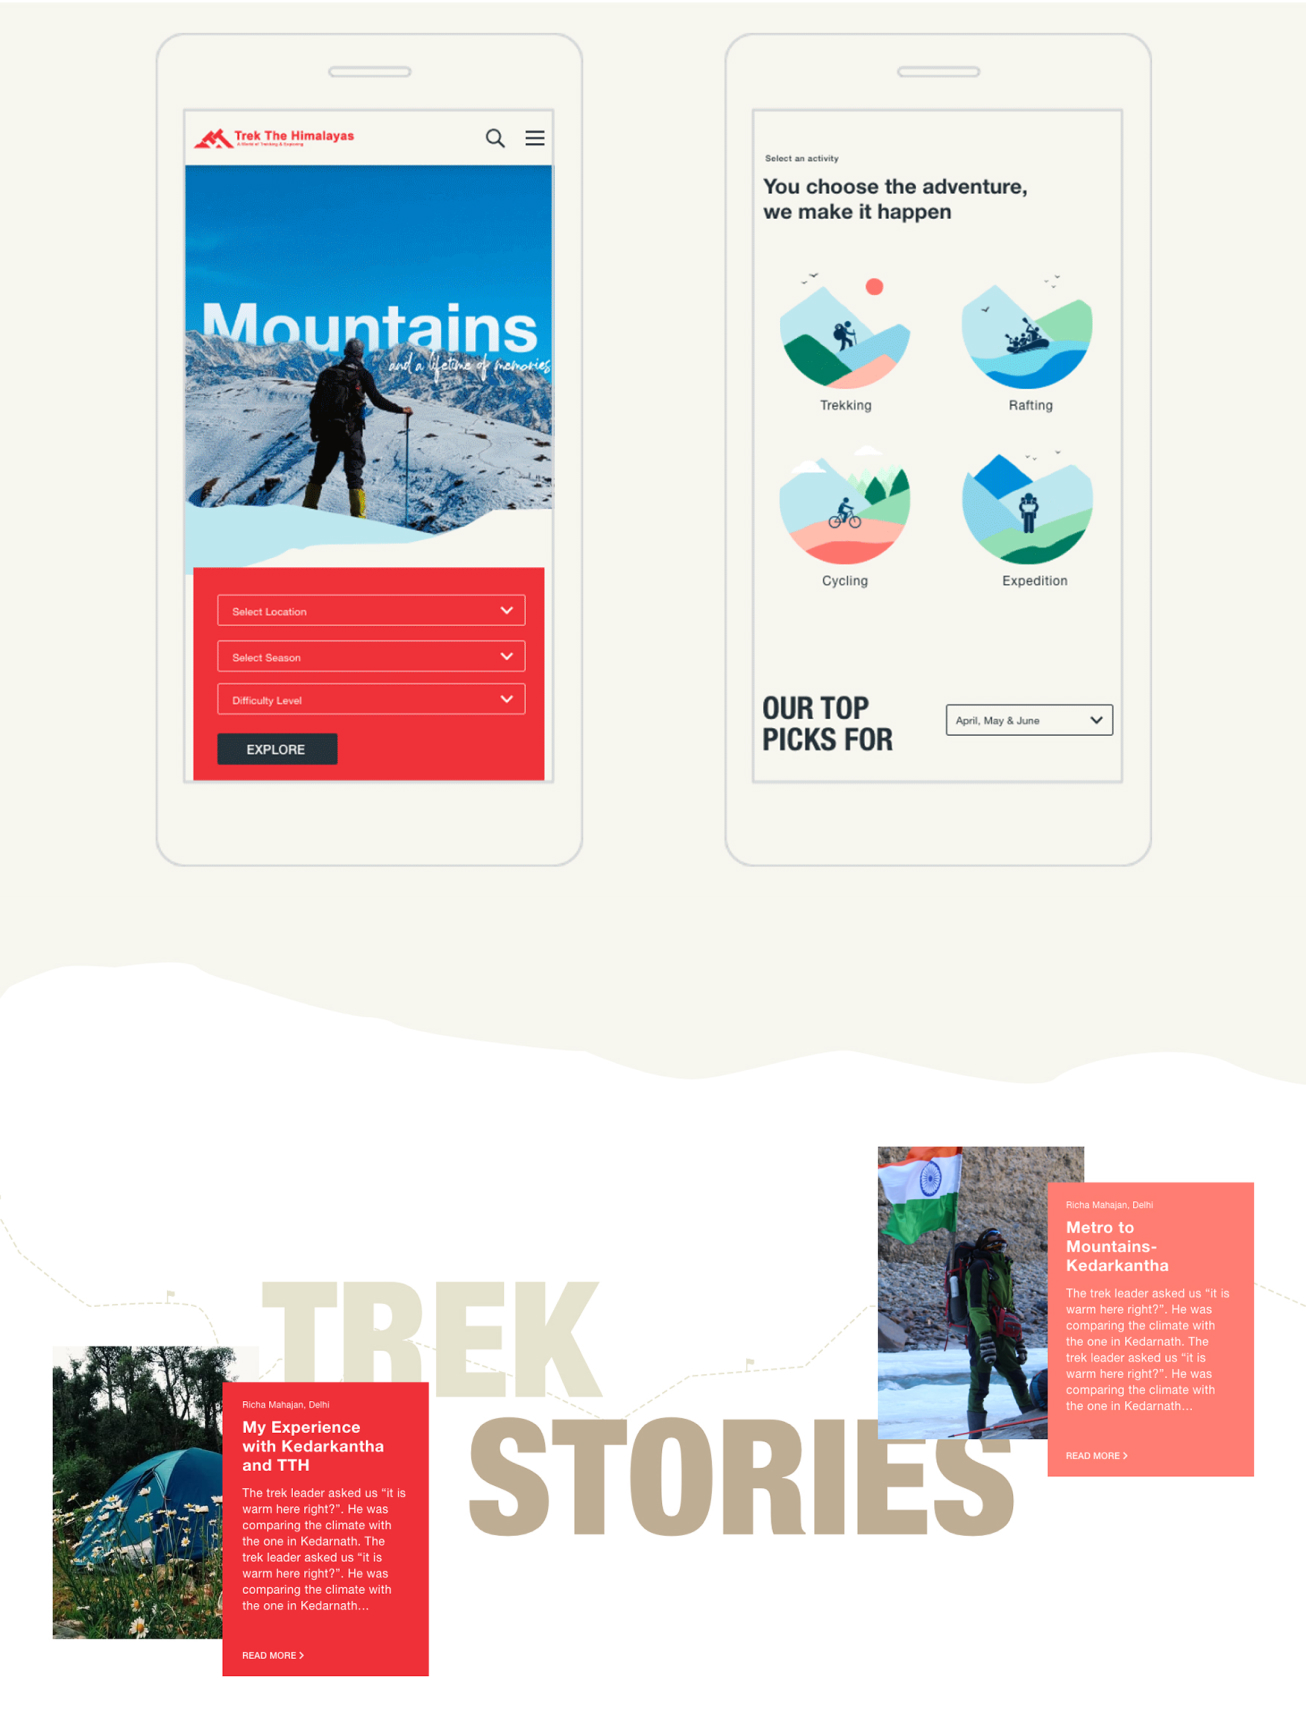 Trek The Himalayas
A World of Trekking & Exploring
Mountains
and a lifetime of memories
Select Location
Select Season
Difficulty Level
EXPLORE
Select an activity
You choose the adventure,
we make it happen
Trekking
Rafting
Cycling
Expedition
OUR TOP
PICKS FOR
April, May & June
TREK
STORIES
Richa Mahajan, Delhi
My Experience
with Kedarkantha
and TTH
The trek leader asked us “it is
warm here right?”. He was
comparing the climate with
the one in Kedarnath. The
trek leader asked us “it is
warm here right?”. He was
comparing the climate with
the one in Kedarnath...
READ MORE >
Richa Mahajan, Delhi
Metro to
Mountains-
Kedarkantha
The trek leader asked us “it is
warm here right?”. He was
comparing the climate with
the one in Kedarnath. The
trek leader asked us “it is
warm here right?”. He was
comparing the climate with
the one in Kedarnath...
READ MORE >